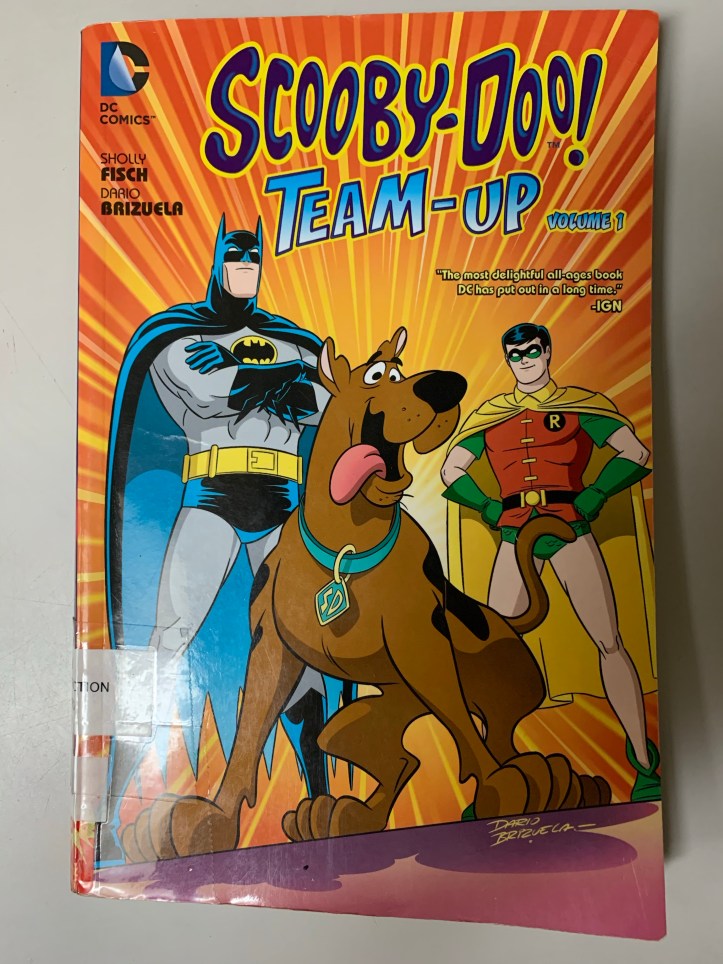 DC
COMICS™
SHOLLY
FISCH
DARIO
BRIZUELA
SCOOBY-DOO!™
TEAM-UP
VOLUME 1
"The most delightful all-ages book
DC has put out in a long time."
-IGN
R
SD
CTION
DARIO
BRIZUELA